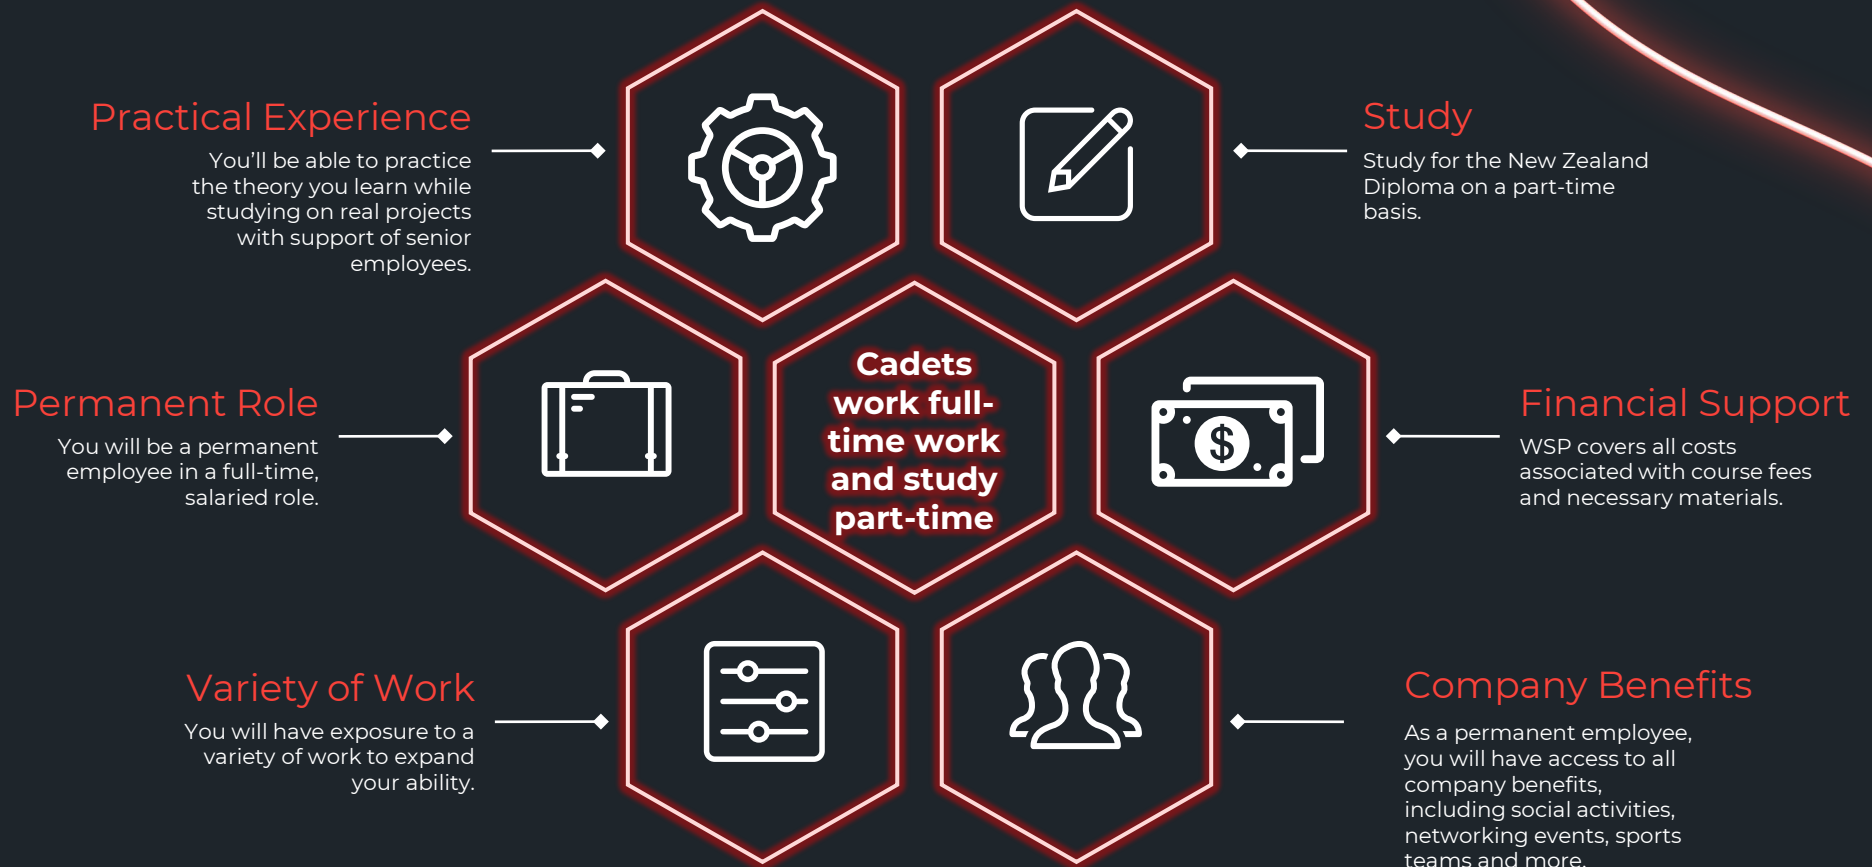 Practical Experience
You'll be able to practice
the theory you learn while
studying on real projects
with support of senior
employees.
Study
Study for the New Zealand
Diploma on a part-time
basis.
Permanent Role
You will be a permanent
employee in a full-time,
salaried role.
Cadets
work full-
time work
and study
part-time
$
Financial Support
WSP covers all costs
associated with course fees
and necessary materials.
Variety of Work
You will have exposure to a
variety of work to expand
your ability.
Company Benefits
As a permanent employee,
you will have access to all
company benefits,
including social activities,
networking events, sports
teams and more.